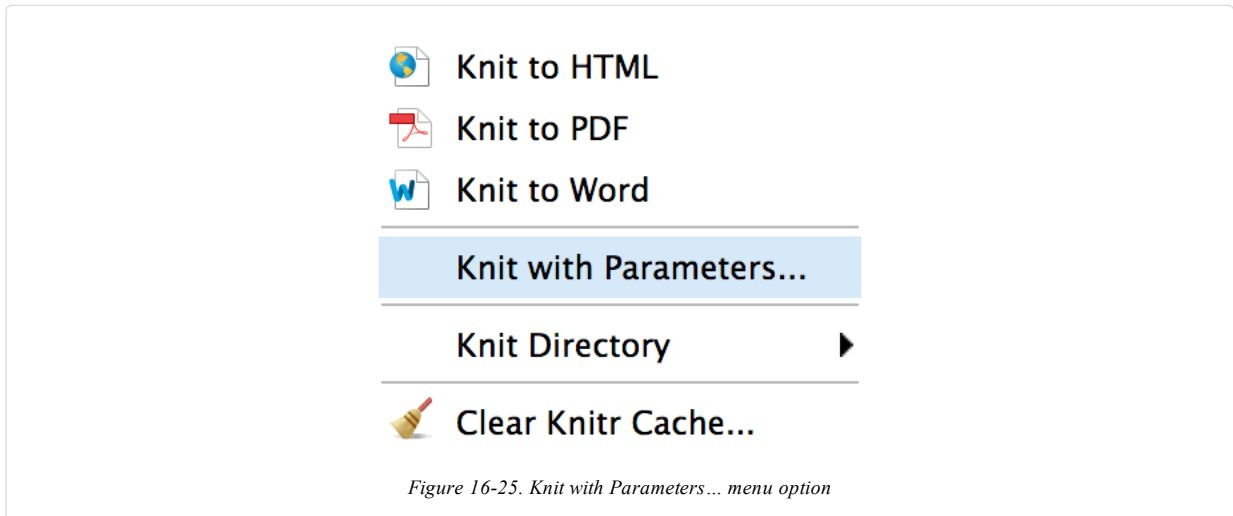 Knit to HTML
Knit to PDF
Knit to Word
Knit with Parameters...
Knit Directory
Clear Knitr Cache...
Figure 16-25. Knit with Parameters… menu option